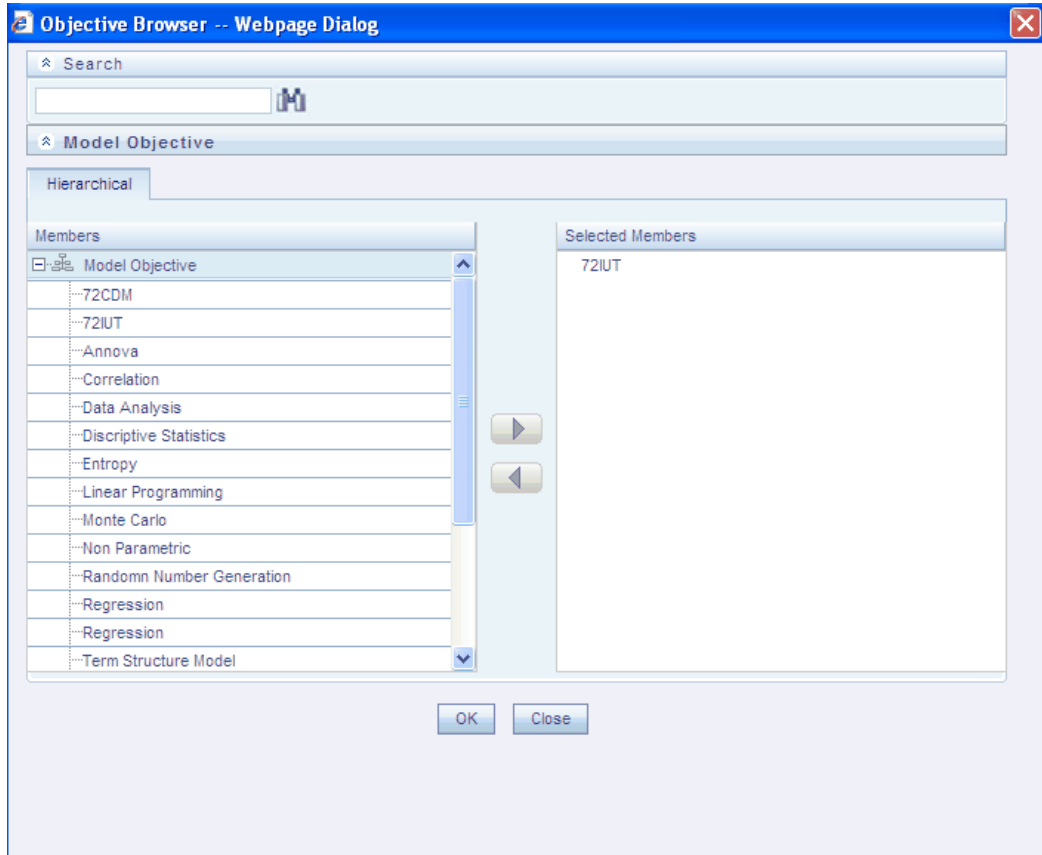 Objective Browser -- Webpage Dialog
Search
Model Objective
Hierarchical
Members
Model Objective
72CDM
72IUT
Annova
Correlation
Data Analysis
Discriptive Statistics
Entropy
Linear Programming
Monte Carlo
Non Parametric
Randomn Number Generation
Regression
Regression
Term Structure Model
Selected Members
72IUT
OK
Close